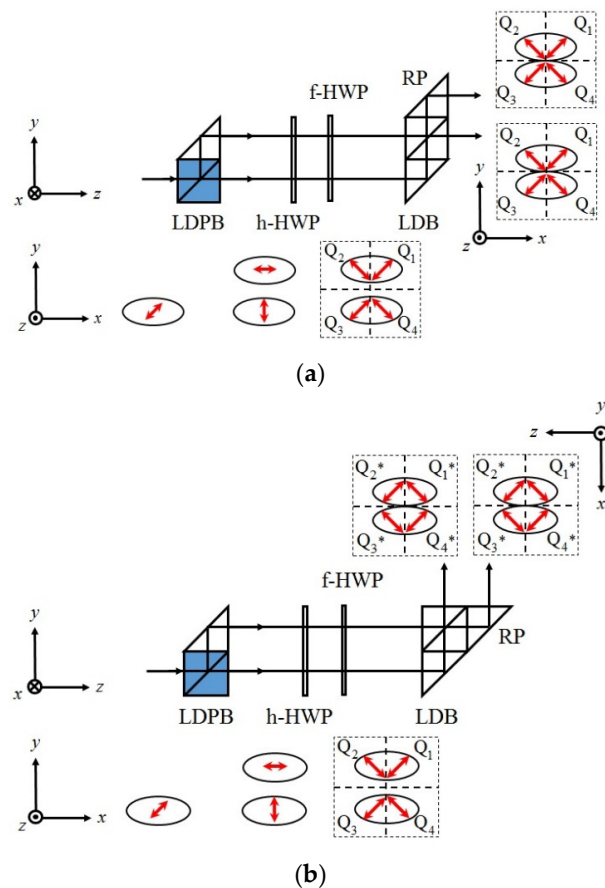 Q2 Q1
Q3 Q4
RP
f-HWP
y
x z
LDPB h-HWP LDB
Q2 Q1
Q3 Q4
y
z x
y
z x
Q2 Q1
Q3 Q4
(a)
y
z
x
Q2* Q1*
Q3* Q4*
Q2* Q1*
Q3* Q4*
f-HWP
RP
y
x z
LDPB h-HWP LDB
y
z x
Q2 Q1
Q3 Q4
(b)